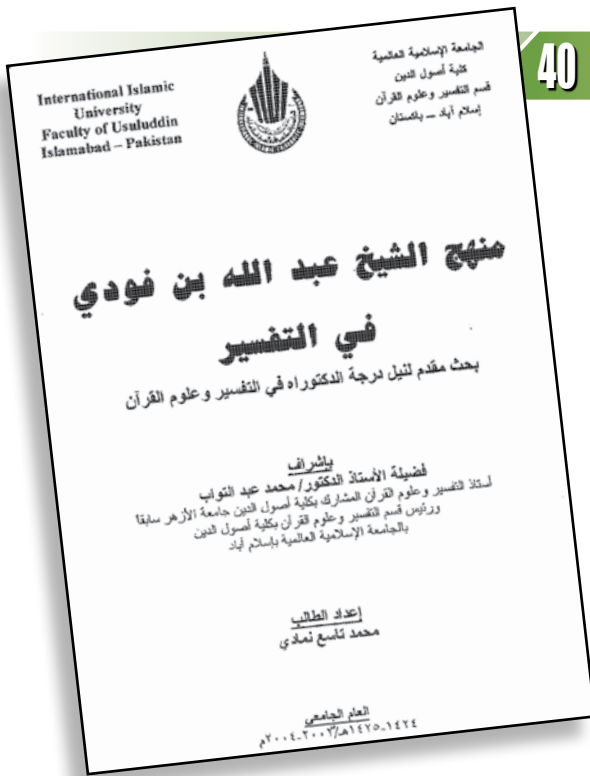 40
International Islamic
University
Faculty of Usuluddin
Islamabad – Pakistan
الجامعة الإسلامية العالمية
كلية أصول الدين
قسم التفسير وعلوم القرآن
إسلام آباد – باكستان
منهج الشيخ عبد الله بن فودي
في التفسير
بحث مقدم لنيل درجة الدكتوراه في التفسير وعلوم القرآن
بإشراف
فضيلة الأستاذ الدكتور/ محمد عبد التواب
أستاذ التفسير وعلوم القرآن المشارك بكلية أصول الدين جامعة الأزهر سابقاً
ورئيس قسم التفسير وعلوم القرآن بكلية أصول الدين
بالجامعة الإسلامية العالمية بإسلام آباد
إعداد الطالب
محمد تاسع نمادي
العام الجامعي
١٤٢٤-١٤٢٥هـ/٢٠٠٣-٢٠٠٤م